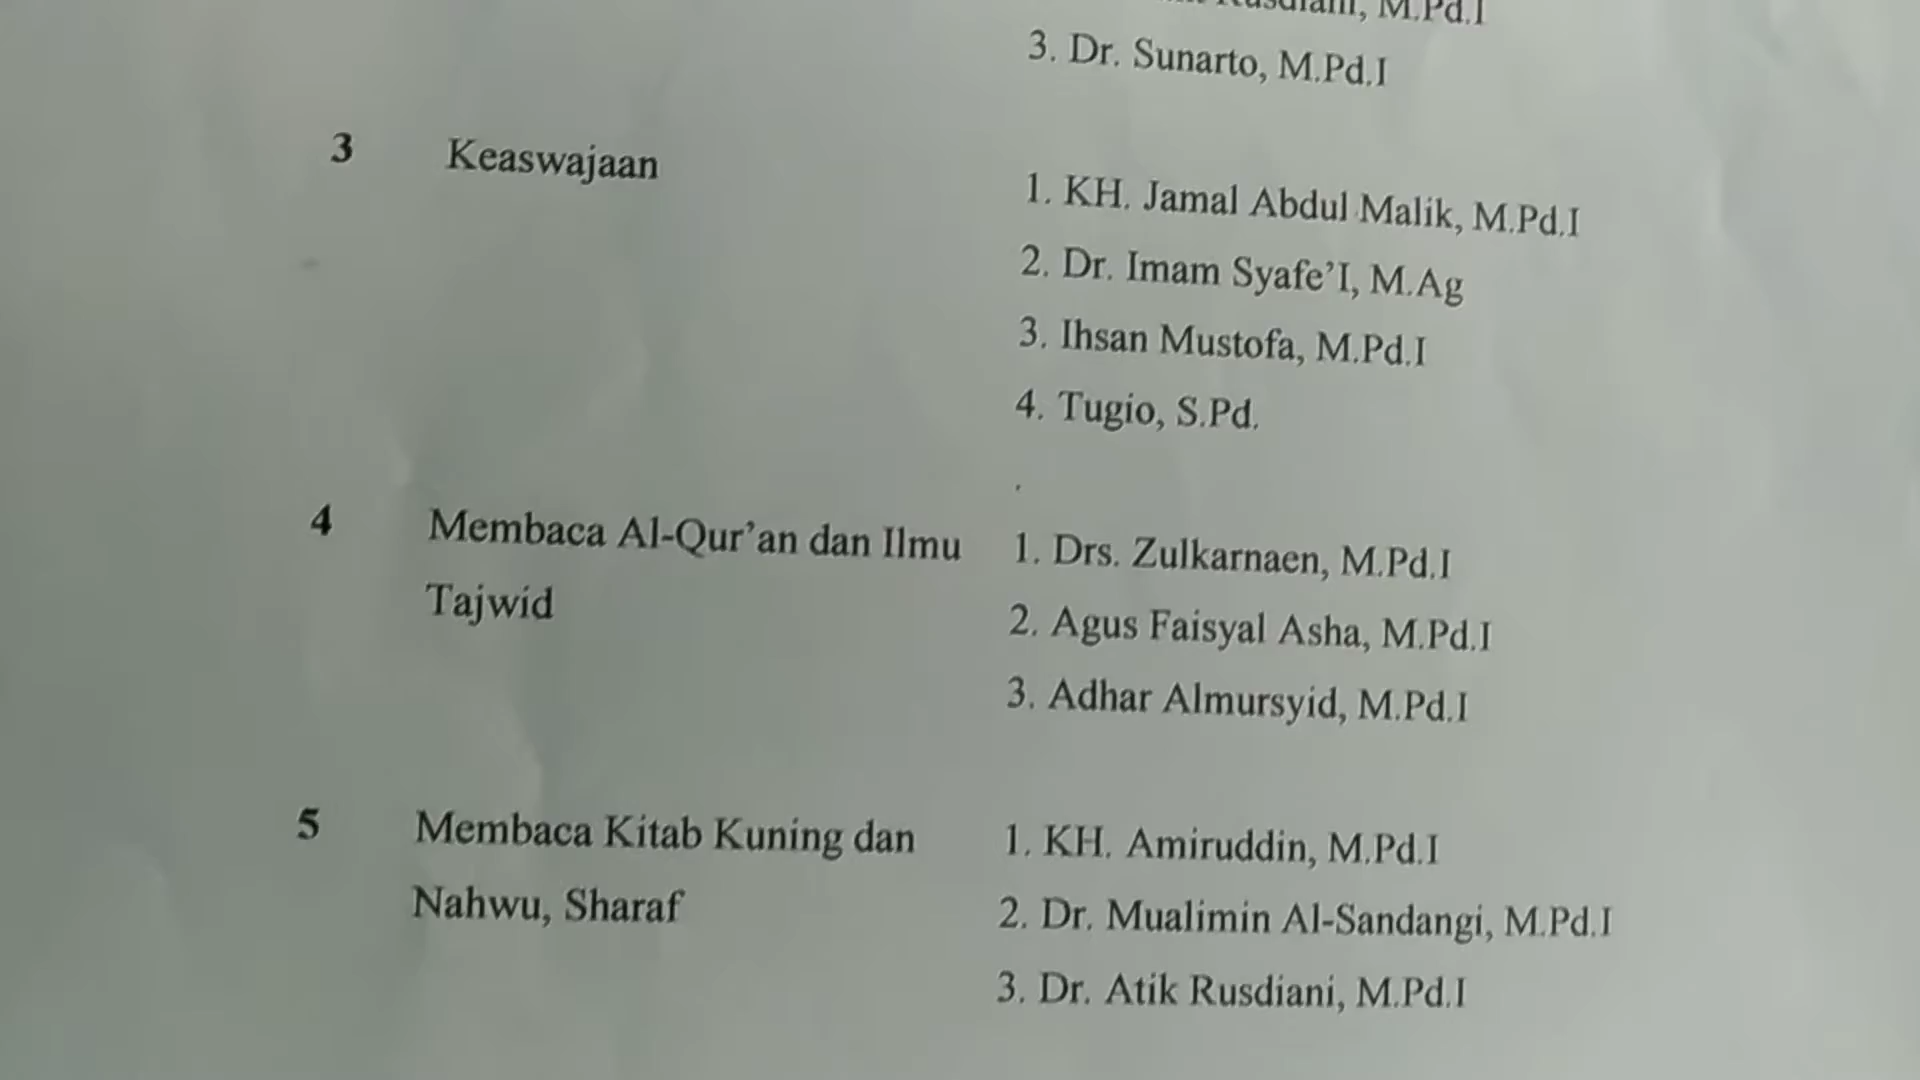 M.Pd.I
3. Dr. Sunarto, M.Pd.I
3 Keaswajaan
1. KH. Jamal Abdul Malik, M.Pd.I
2. Dr. Imam Syafe’I, M.Ag
3. Ihsan Mustofa, M.Pd.I
4. Tugio, S.Pd.
4 Membaca Al-Qur’an dan Ilmu
Tajwid
1. Drs. Zulkarnaen, M.Pd.I
2. Agus Faisyal Asha, M.Pd.I
3. Adhar Almursyid, M.Pd.I
5 Membaca Kitab Kuning dan
Nahwu, Sharaf
1. KH. Amiruddin, M.Pd.I
2. Dr. Mualimin Al-Sandangi, M.Pd.I
3. Dr. Atik Rusdiani, M.Pd.I